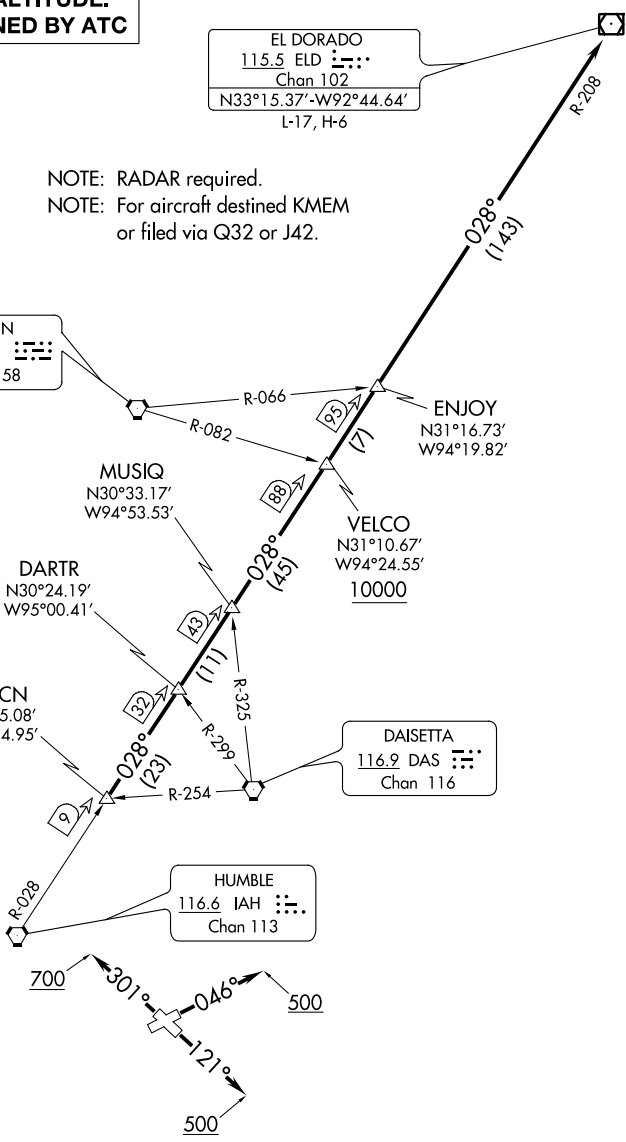 ALTITUDE.
NED BY ATC
EL DORADO
115.5 ELD
Chan 102
N33°15.37'-W92°44.64'
L-17, H-6
R-208
NOTE: RADAR required.
NOTE: For aircraft destined KMEM
or filed via Q32 or J42.
028°
(143)
N
58
R-066
R-082
95
(7)
ENJOY
N31°16.73'
W94°19.82'
88
VELCO
N31°10.67'
W94°24.55'
10000
MUSIQ
N30°33.17'
W94°53.53'
028°
(45)
DARTR
N30°24.19'
W95°00.41'
43
(11)
R-325
32
R-299
CN
5.08'
4.95'
028°
(23)
R-254
9
DAISETTA
116.9 DAS
Chan 116
R-028
HUMBLE
116.6 IAH
Chan 113
700
301°
046°
500
121°
500